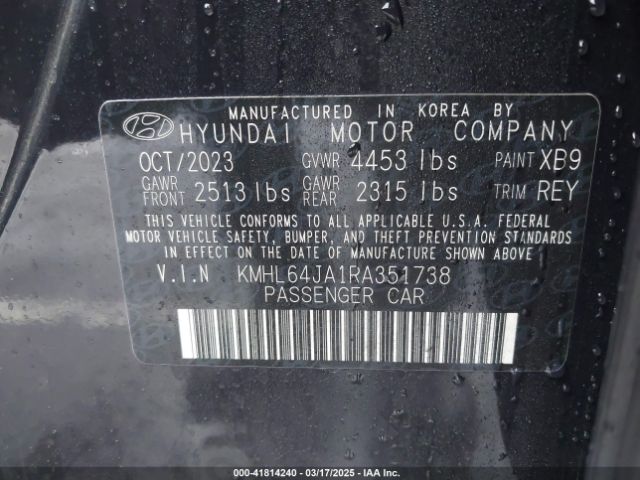 MANUFACTURED IN KOREA BY
HYUNDAI MOTOR COMPANY
OCT/2023 GVWR 4453 lbs PAINT XB9
GAWR FRONT 2513 lbs GAWR REAR 2315 lbs TRIM REY
THIS VEHICLE CONFORMS TO ALL APPLICABLE U.S.A. FEDERAL
MOTOR VEHICLE SAFETY, BUMPER, AND THEFT PREVENTION
STANDARDS IN EFFECT ON THE DATE OF MANUFACTURE
SHOWN ABOVE
V.I.N KMHL64JA1RA351738
PASSENGER CAR
000-41814240 - 03/17/2025 - IAA Inc.